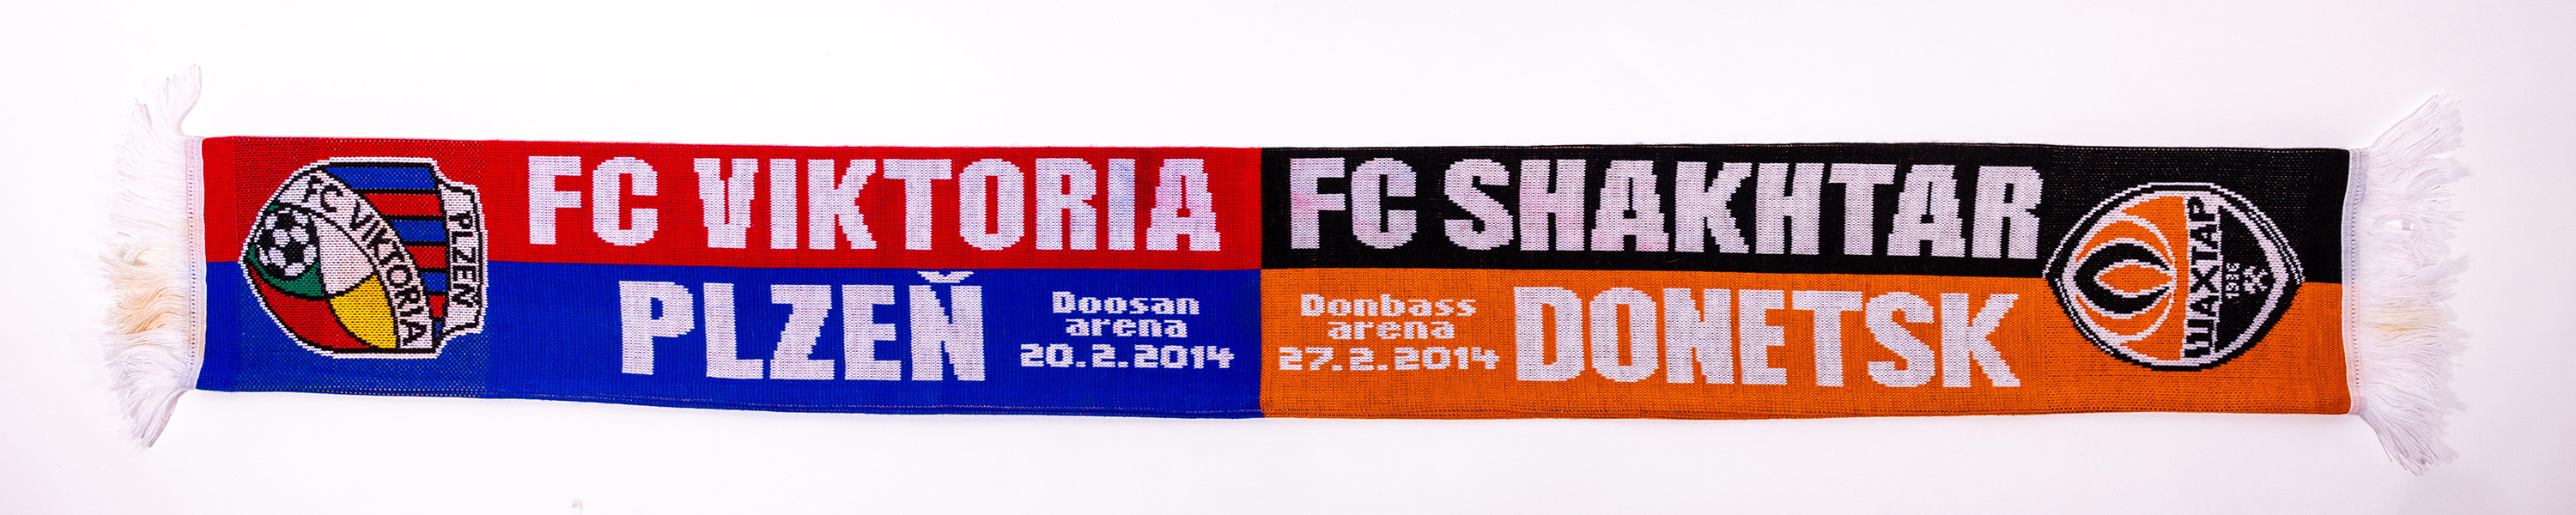 FC VIKTORIA
PLZEŇ
Doosan
arena
20.2.2014
FC VIKTORIA
PLZEŇ
FC SHAKHTAR
DONETSK
Donbass
arena
27.2.2014
ШАХТАР
1936